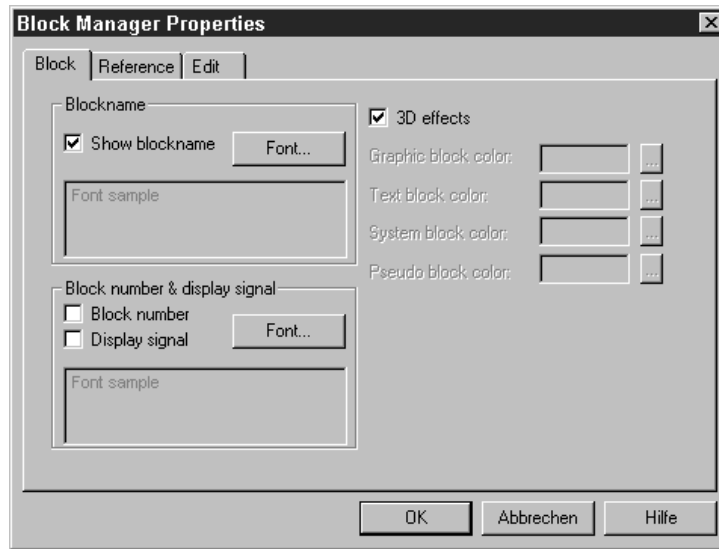 Block Manager Properties
Block Reference Edit
Blockname
Show blockname Font...
Font sample
Block number & display signal
Block number
Display signal Font...
Font sample
3D effects
Graphic block color: ...
Text block color: ...
System block color: ...
Pseudo block color: ...
OK Abbrechen Hilfe